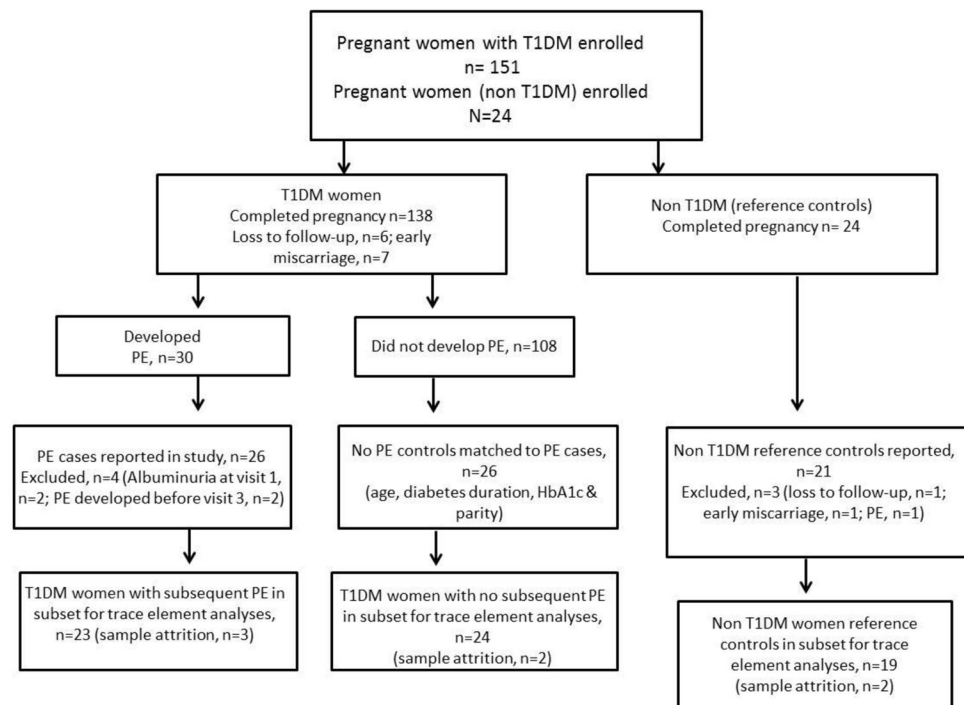 Pregnant women with T1DM enrolled
n= 151
Pregnant women (non T1DM) enrolled
N=24
T1DM women
Completed pregnancy n=138
Loss to follow-up, n=6; early
miscarriage, n=7
Non T1DM (reference controls)
Completed pregnancy n= 24
Developed
PE, n=30
Did not develop PE, n=108
PE cases reported in study, n=26
Excluded, n=4 (Albuminuria at visit 1,
n=2; PE developed before visit 3, n=2)
No PE controls matched to PE cases,
n=26
(age, diabetes duration, HbA1c &
parity)
Non T1DM reference controls reported,
n=21
Excluded, n=3 (loss to follow-up, n=1;
early miscarriage, n=1; PE, n=1)
T1DM women with subsequent PE in
subset for trace element analyses,
n=23 (sample attrition, n=3)
T1DM women with no subsequent PE
in subset for trace element analyses,
n=24
(sample attrition, n=2)
Non T1DM women reference
controls in subset for trace
element analyses, n=19
(sample attrition, n=2)